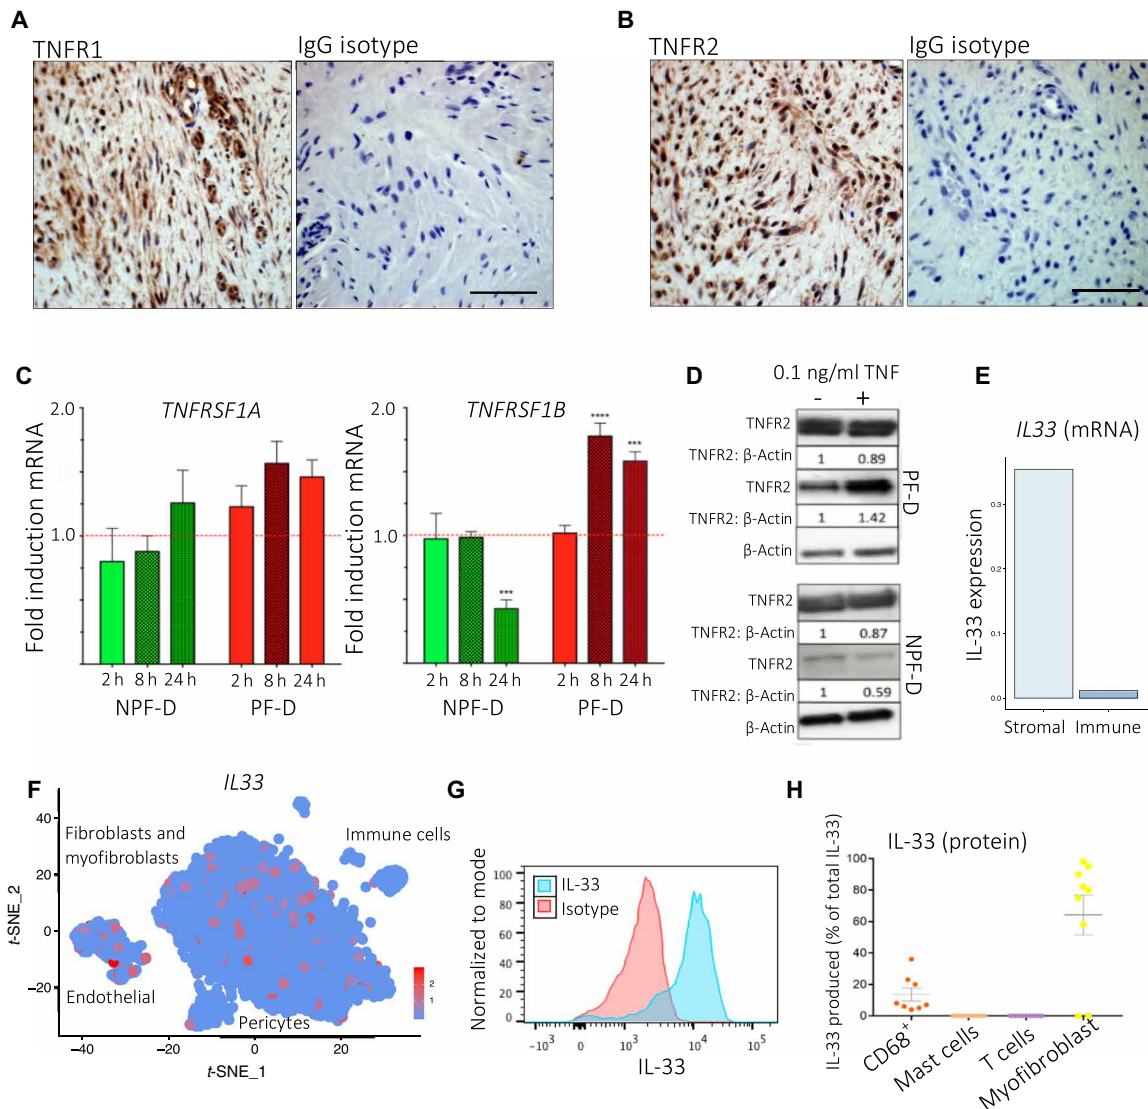 A
TNFR1
IgG isotype
B
TNFR2
IgG isotype
C
TNFRSF1A
TNFRSF1B
Fold induction mRNA
2.0
1.0
2 h 8 h 24 h 2 h 8 h 24 h
NPF-D PF-D
Fold induction mRNA
2.0
1.0
***
****
***
2 h 8 h 24 h 2 h 8 h 24 h
NPF-D PF-D
D
0.1 ng/ml TNF
- +
TNFR2
TNFR2: β-Actin 1 0.89
TNFR2
TNFR2: β-Actin 1 1.42
β-Actin
PF-D
TNFR2
TNFR2: β-Actin 1 0.87
TNFR2
TNFR2: β-Actin 1 0.59
β-Actin
NPF-D
E
IL33 (mRNA)
IL-33 expression
0.3
0.2
0.1
0.0
Stromal Immune
F
IL33
Fibroblasts and
myofibroblasts
Immune cells
Endothelial
Pericytes
t-SNE_2
40
20
0
−20
−40 −20 0 20
t-SNE_1
2
1
G
IL-33
Isotype
Normalized to mode
100
80
60
40
20
0
-10³ 0 10³ 10⁴ 10⁵
IL-33
H
IL-33 (protein)
IL-33 produced (% of total IL-33)
100
80
60
40
20
0
CD68⁺
Mast cells
T cells
Myofibroblast